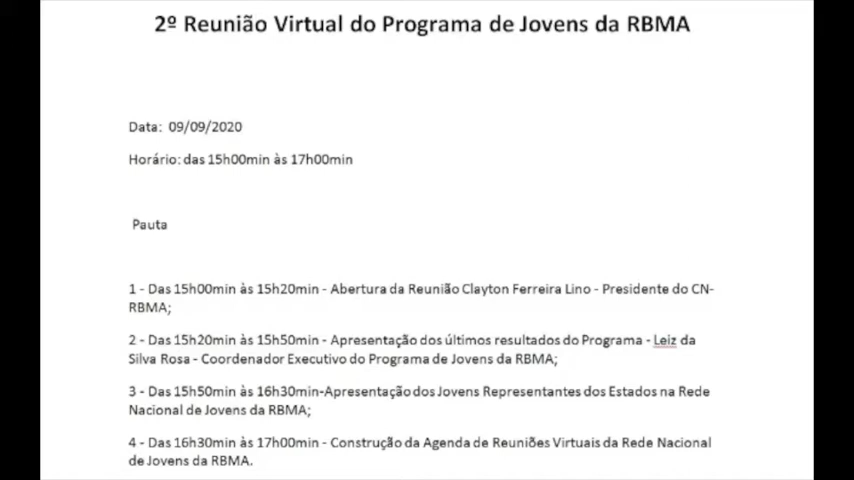 2º Reunião Virtual do Programa de Jovens da RBMA
Data: 09/09/2020
Horário: das 15h00min às 17h00min
Pauta
1 - Das 15h00min às 15h20min - Abertura da Reunião Clayton Ferreira Lino - Presidente do CN-
RBMA;
2 - Das 15h20min às 15h50min - Apresentação dos últimos resultados do Programa - Leiz da
Silva Rosa - Coordenador Executivo do Programa de Jovens da RBMA;
3 - Das 15h50min às 16h30min-Apresentação dos Jovens Representantes dos Estados na Rede
Nacional de Jovens da RBMA;
4 - Das 16h30min às 17h00min - Construção da Agenda de Reuniões Virtuais da Rede Nacional
de Jovens da RBMA.